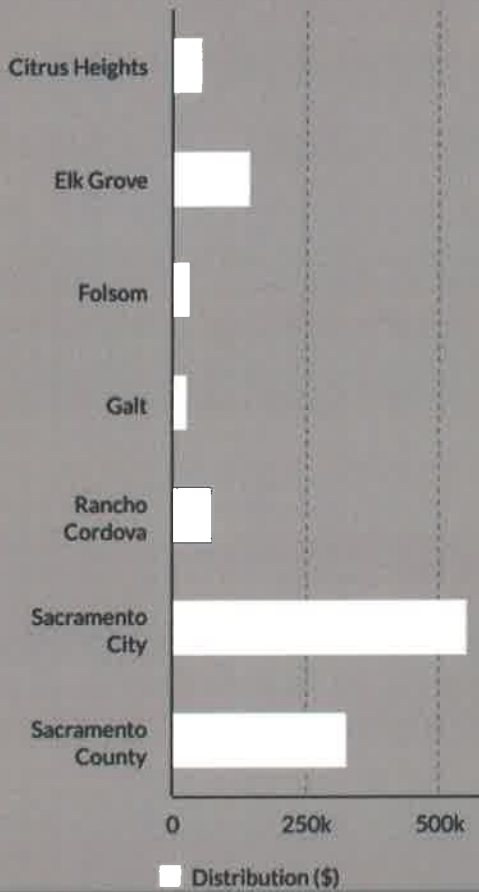 Citrus Heights
Elk Grove
Folsom
Galt
Rancho
Cordova
Sacramento
City
Sacramento
County
0 250k 500k
Distribution ($)